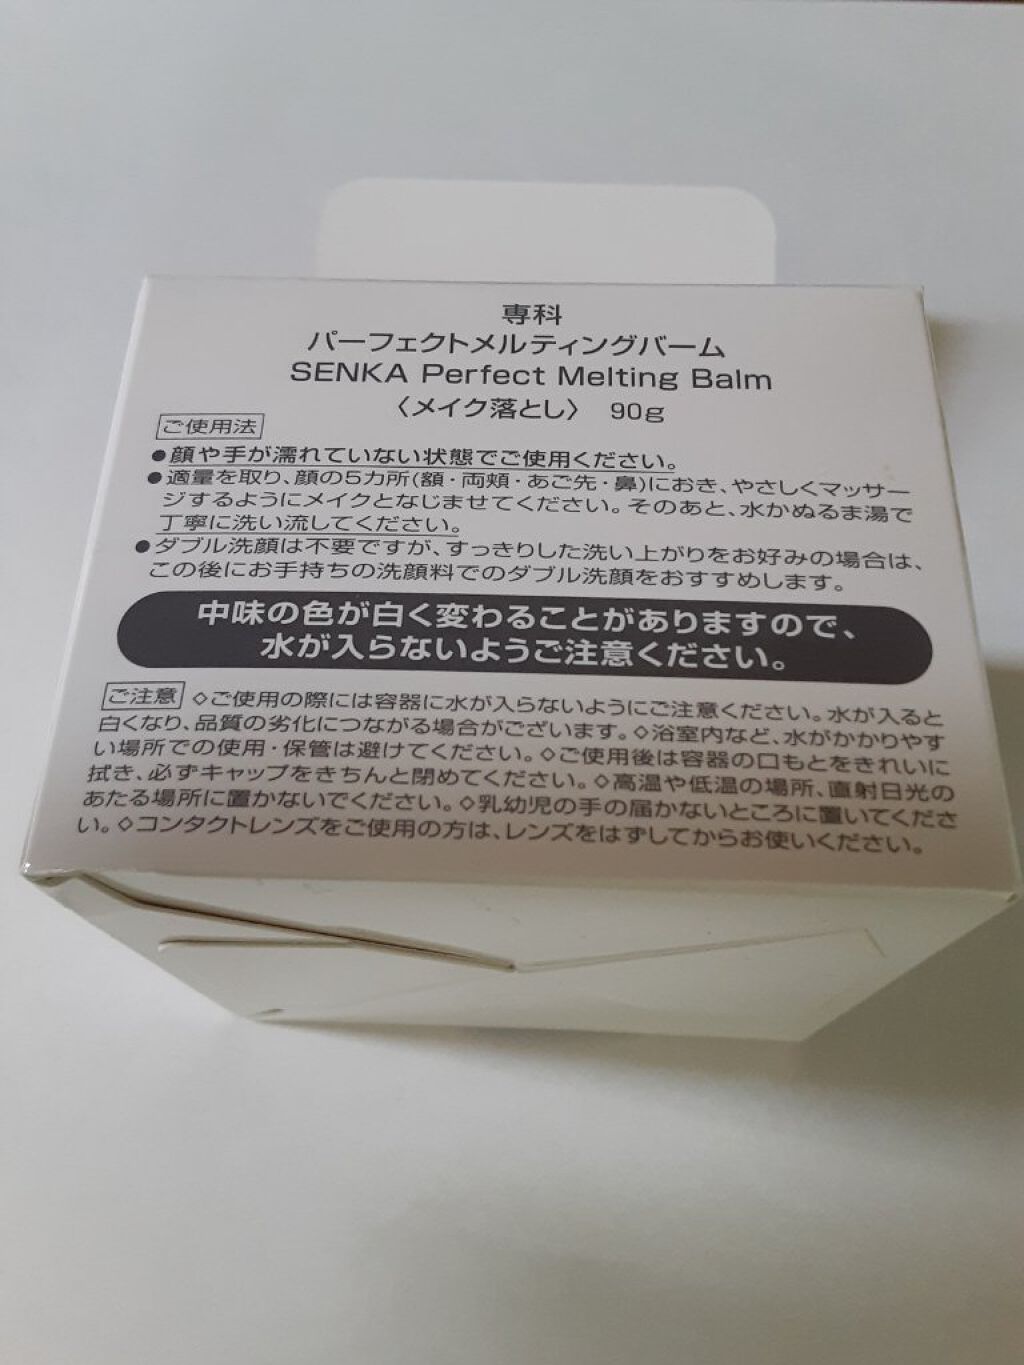 専科
パーフェクトメルティングバーム
SENKA Perfect Melting Balm
〈メイク落とし〉 90g
ご使用法
●顔や手が濡れていない状態でご使用ください。
●適量を取り、顔の5カ所(額・両頬・あご先・鼻)におき、やさしくマッサー
ジするようにメイクとなじませてください。そのあと、水かぬるま湯で
丁寧に洗い流してください。
●ダブル洗顔は不要ですが、すっきりした洗い上がりをお好みの場合は、
この後にお手持ちの洗顔料でのダブル洗顔をおすすめします。
中味の色が白く変わることがありますので、
水が入らないようご注意ください。
ご注意 ◇ご使用の際には容器に水が入らないようにご注意ください。水が入ると
白くなり、品質の劣化につながる場合がございます。◇浴室内など、水がかかりやす
い場所での使用・保管は避けてください。◇ご使用後は容器の口もとをきれいに
拭き、必ずキャップをきちんと閉めてください。◇高温や低温の場所、直射日光の
あたる場所に置かないでください。◇乳幼児の手の届かないところに置いてくださ
い。◇コンタクトレンズをご使用の方は、レンズをはずしてからお使いください。